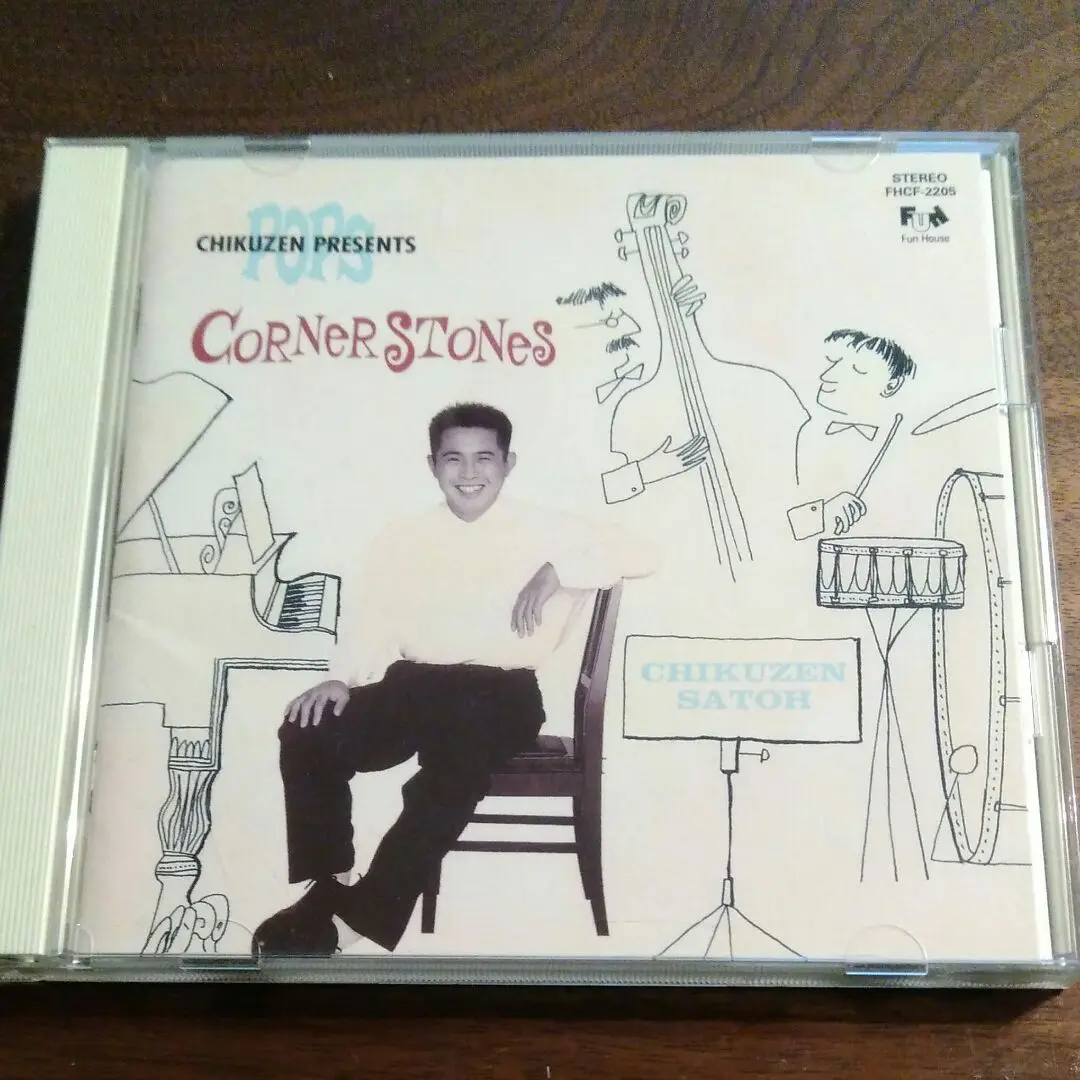 POPS
CHIKUZEN PRESENTS
CORNERSTONES
STEREO
FHCF-2205
FUN
Fun House
CHIKUZEN
SATOH